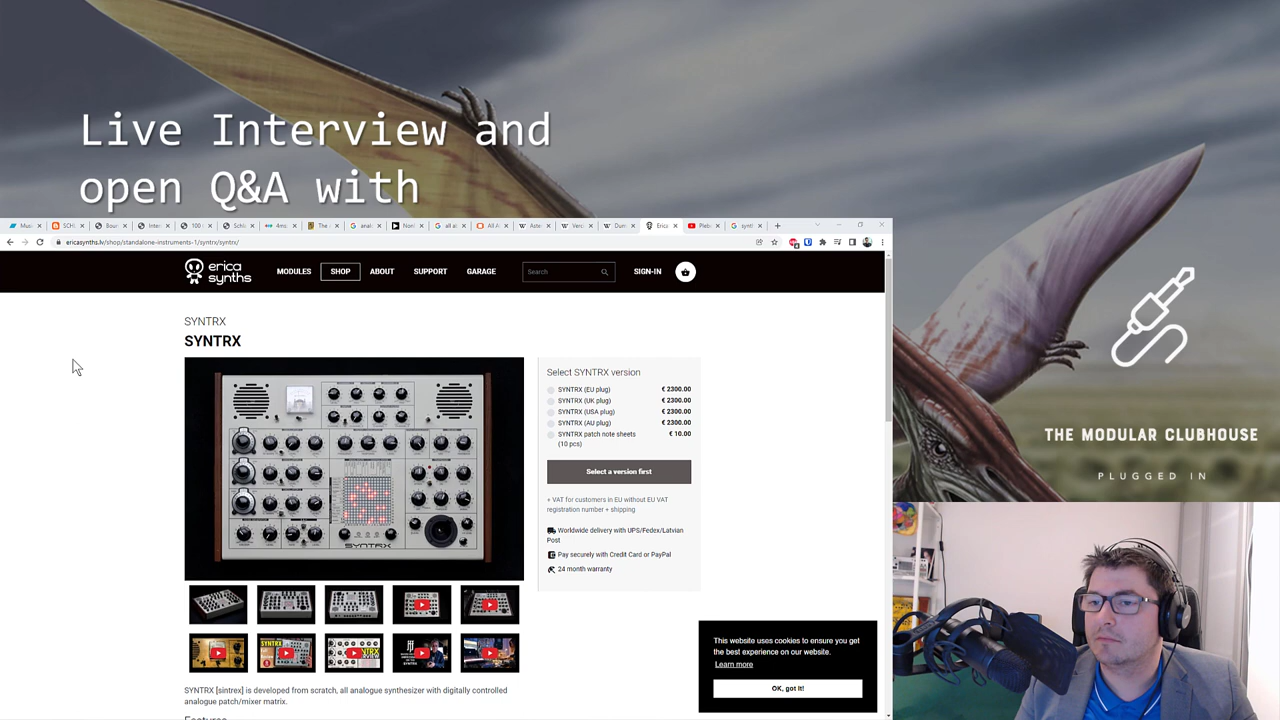 Live Interview and
open Q&A with
ericasynths.lv/shop/standalone-instruments-1/syntrx/syntrx/
erica
synths
MODULES
SHOP
ABOUT
SUPPORT
GARAGE
Search
SIGN-IN
SYNTRX
SYNTRX
Select SYNTRX version
SYNTRX (EU plug) € 2300.00
SYNTRX (UK plug) € 2300.00
SYNTRX (USA plug) € 2300.00
SYNTRX (AU plug) € 2300.00
SYNTRX patch note sheets € 10.00
(10 pcs)
Select a version first
+ VAT for customers in EU without EU VAT
registration number + shipping
Worldwide delivery with UPS/Fedex/Latvian
Post
Pay securely with Credit Card or PayPal
24 month warranty
SYNTRX
SYNTRX [sintrex] is developed from scratch, all analogue synthesizer with digitally controlled
analogue patch/mixer matrix.
Features
This website uses cookies to ensure you get
the best experience on our website.
Learn more
OK, got it!
THE MODULAR CLUBHOUSE
PLUGGED IN